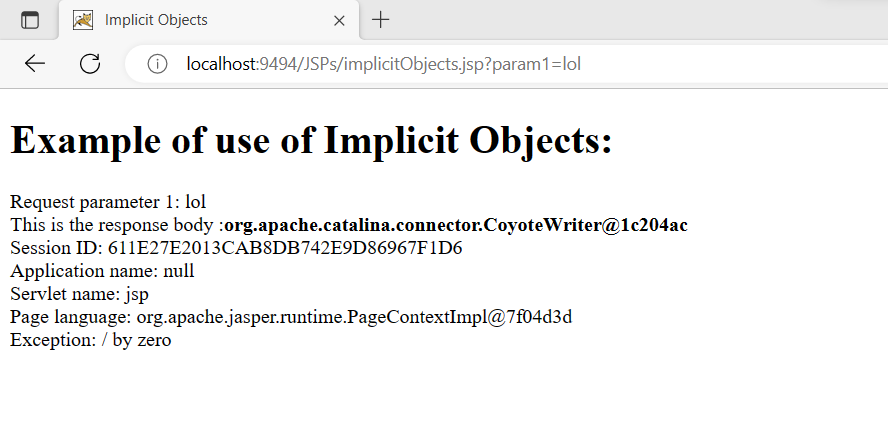 Implicit Objects
localhost:9494/JSPs/implicitObjects.jsp?param1=lol
Example of use of Implicit Objects:
Request parameter 1: lol
This is the response body :org.apache.catalina.connector.CoyoteWriter@1c204ac
Session ID: 611E27E2013CAB8DB742E9D86967F1D6
Application name: null
Servlet name: jsp
Page language: org.apache.jasper.runtime.PageContextImpl@7f04d3d
Exception: / by zero